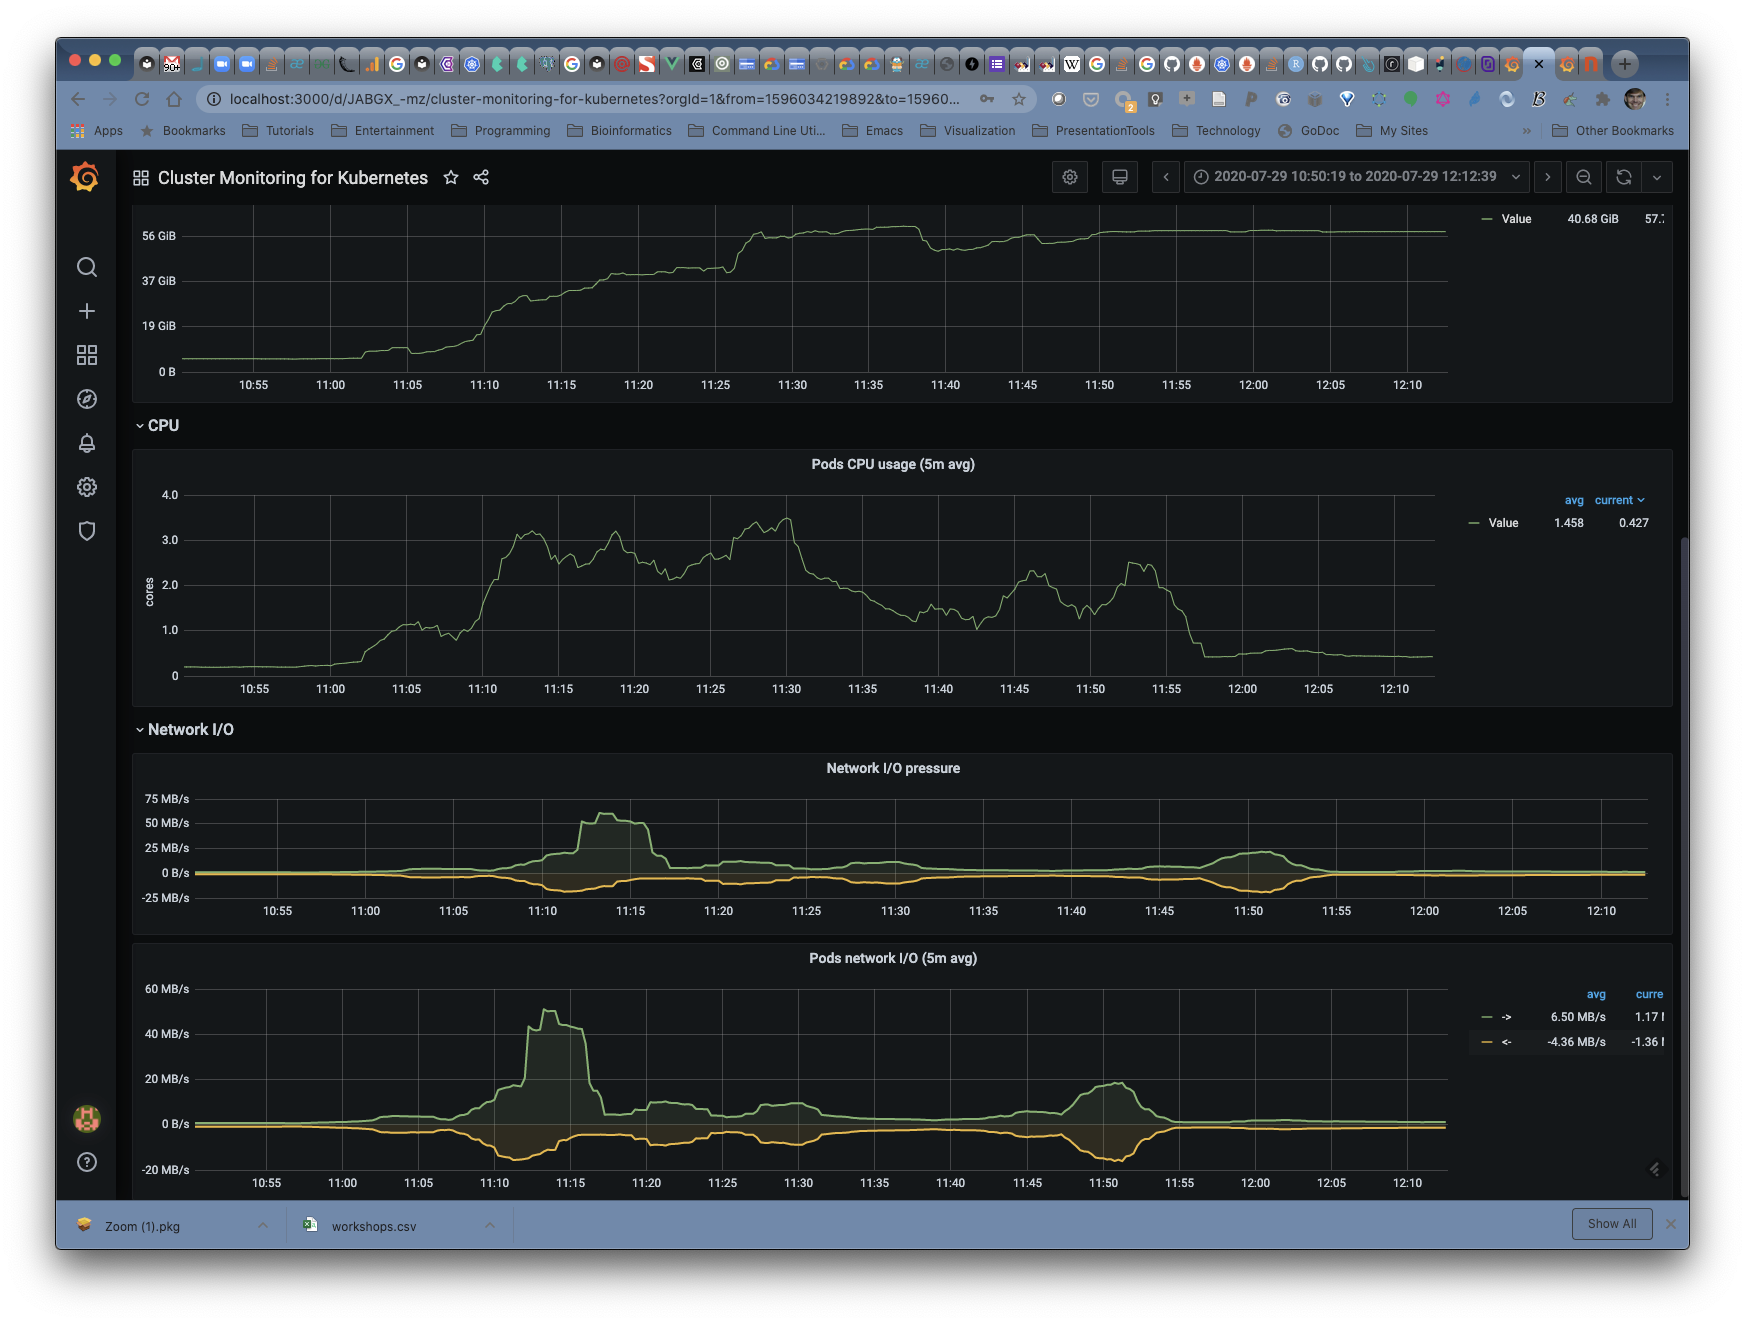 90+
localhost:3000/d/JABGX_-mz/cluster-monitoring-for-kubernetes?orgId=1&from=1596034219892&to=15960...
2
Apps Bookmarks Tutorials Entertainment Programming Bioinformatics Command Line Uti... Emacs Visualization PresentationTools Technology GoDoc My Sites » Other Bookmarks
Cluster Monitoring for Kubernetes
2020-07-29 10:50:19 to 2020-07-29 12:12:39
Value 40.68 GiB 57.
56 GiB
37 GiB
19 GiB
0 B
10:55 11:00 11:05 11:10 11:15 11:20 11:25 11:30 11:35 11:40 11:45 11:50 11:55 12:00 12:05 12:10
CPU
Pods CPU usage (5m avg)
avg current
Value 1.458 0.427
cores
4.0
3.0
2.0
1.0
0
10:55 11:00 11:05 11:10 11:15 11:20 11:25 11:30 11:35 11:40 11:45 11:50 11:55 12:00 12:05 12:10
Network I/O
Network I/O pressure
75 MB/s
50 MB/s
25 MB/s
0 B/s
-25 MB/s
10:55 11:00 11:05 11:10 11:15 11:20 11:25 11:30 11:35 11:40 11:45 11:50 11:55 12:00 12:05 12:10
Pods network I/O (5m avg)
avg curre
-> 6.50 MB/s 1.17
<- -4.36 MB/s -1.36
60 MB/s
40 MB/s
20 MB/s
0 B/s
-20 MB/s
10:55 11:00 11:05 11:10 11:15 11:20 11:25 11:30 11:35 11:40 11:45 11:50 11:55 12:00 12:05 12:10
Zoom (1).pkg workshops.csv Show All